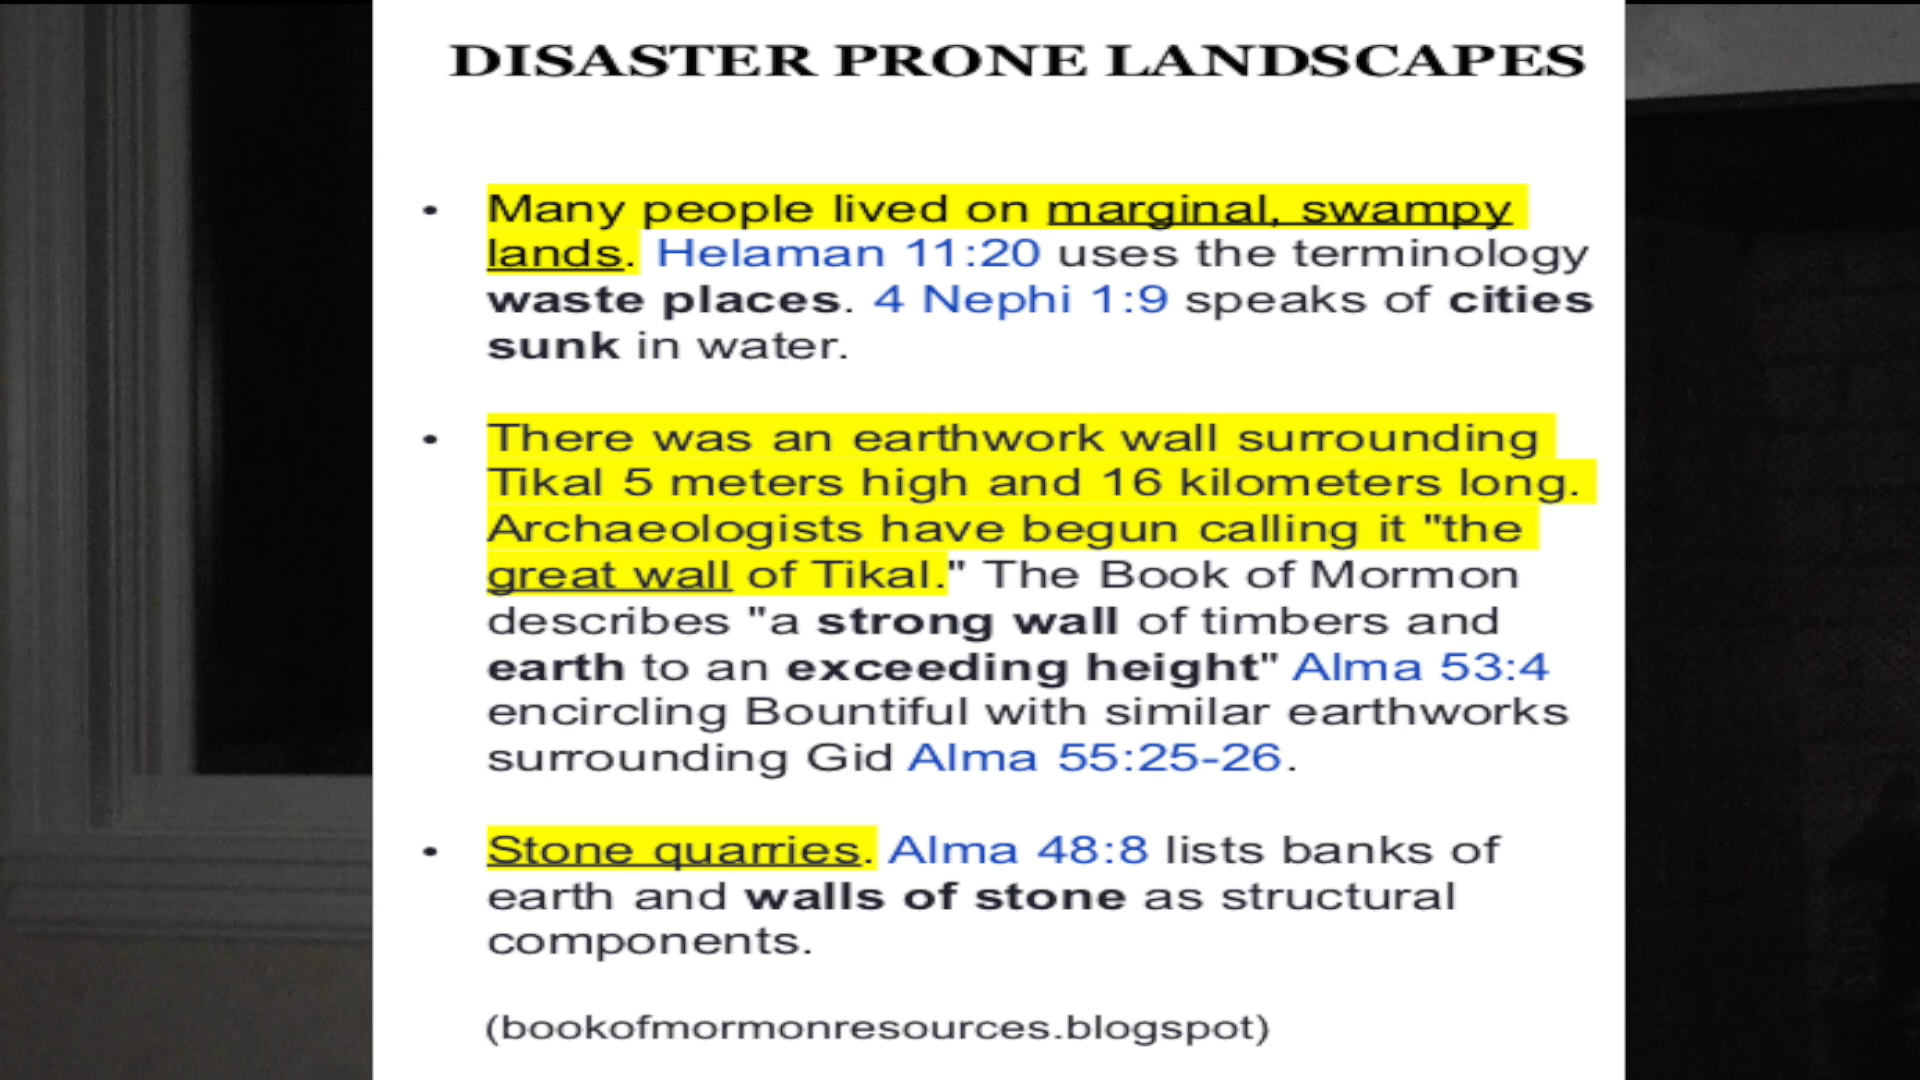 DISASTER PRONE LANDSCAPES
• Many people lived on marginal, swampy
lands. Helaman 11:20 uses the terminology
waste places. 4 Nephi 1:9 speaks of cities
sunk in water.
• There was an earthwork wall surrounding
Tikal 5 meters high and 16 kilometers long.
Archaeologists have begun calling it "the
great wall of Tikal." The Book of Mormon
describes "a strong wall of timbers and
earth to an exceeding height" Alma 53:4
encircling Bountiful with similar earthworks
surrounding Gid Alma 55:25-26.
• Stone quarries. Alma 48:8 lists banks of
earth and walls of stone as structural
components.
(bookofmormonresources.blogspot)